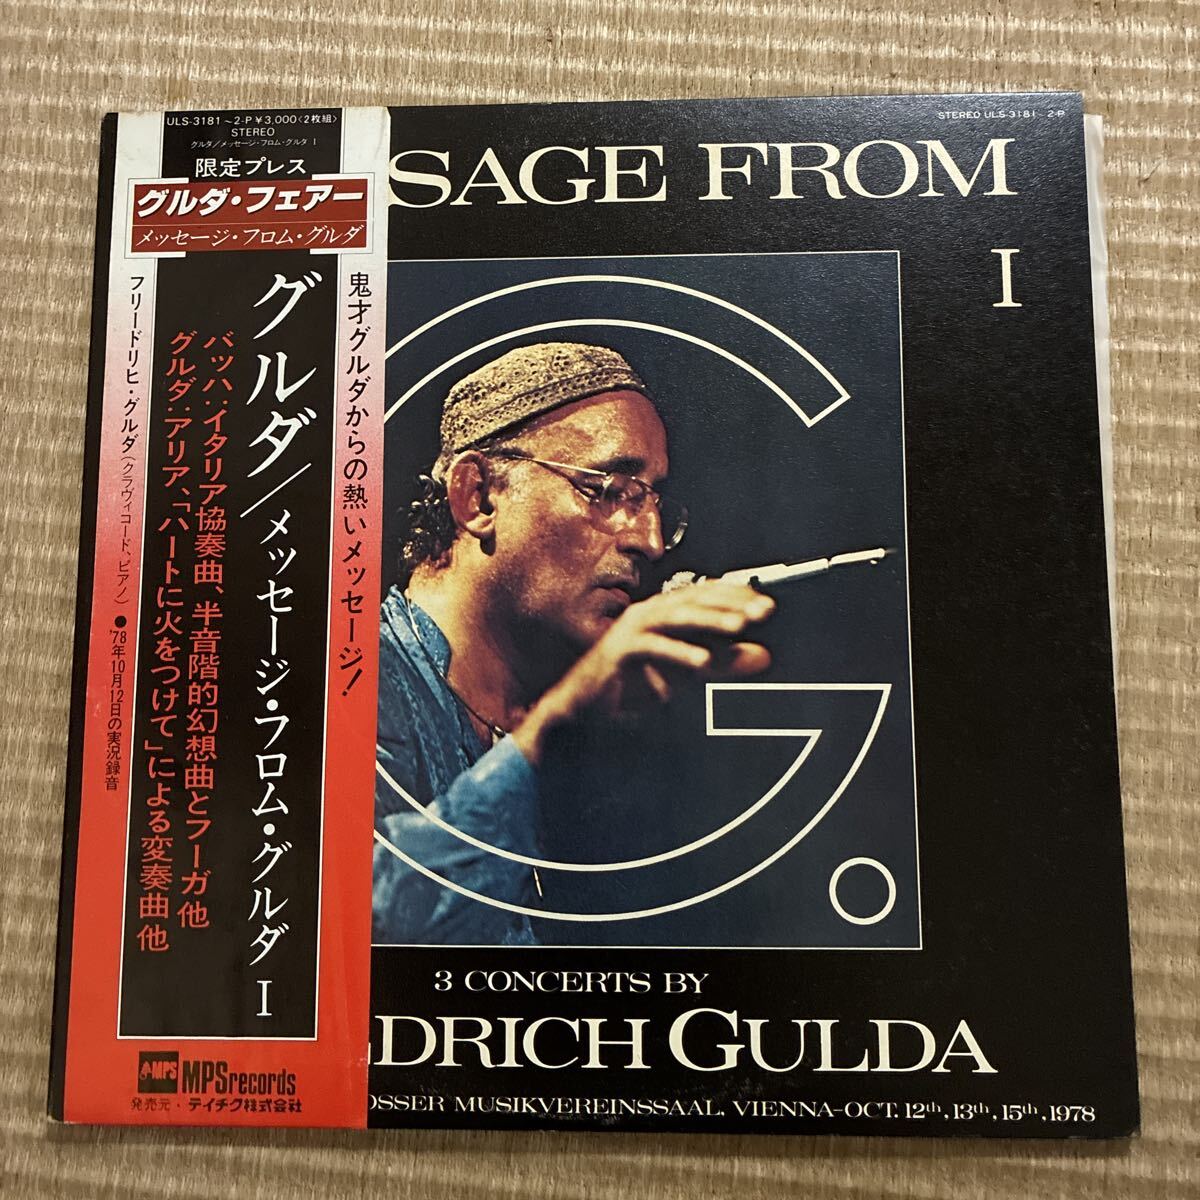 ULS-3181～2-P ¥3,000〈2枚組〉
STEREO
グルダ/メッセージ・フロム・グルダ I
限定プレス
グルダ・フェアー
メッセージ・フロム・グルダ
鬼才グルダからの熱いメッセージ!
グルダ/メッセージ・フロム・グルダ I
バッハ:イタリア協奏曲、半音階的幻想曲とフーガ他
グルダ:アリア、「ハートに火をつけて」による変奏曲他
フリードリヒ・グルダ(クラヴィコード、ピアノ) ●'78年10月12日の実況録音
MPS
MPSrecords
発売元・テイチク株式会社
STEREO ULS 3181 2-P
SAGE FROM
I
G.
3 CONCERTS BY
DRICH GULDA
OSSER MUSIKVEREINSSAAL, VIENNA-OCT. 12th, 13th, 15th, 1978